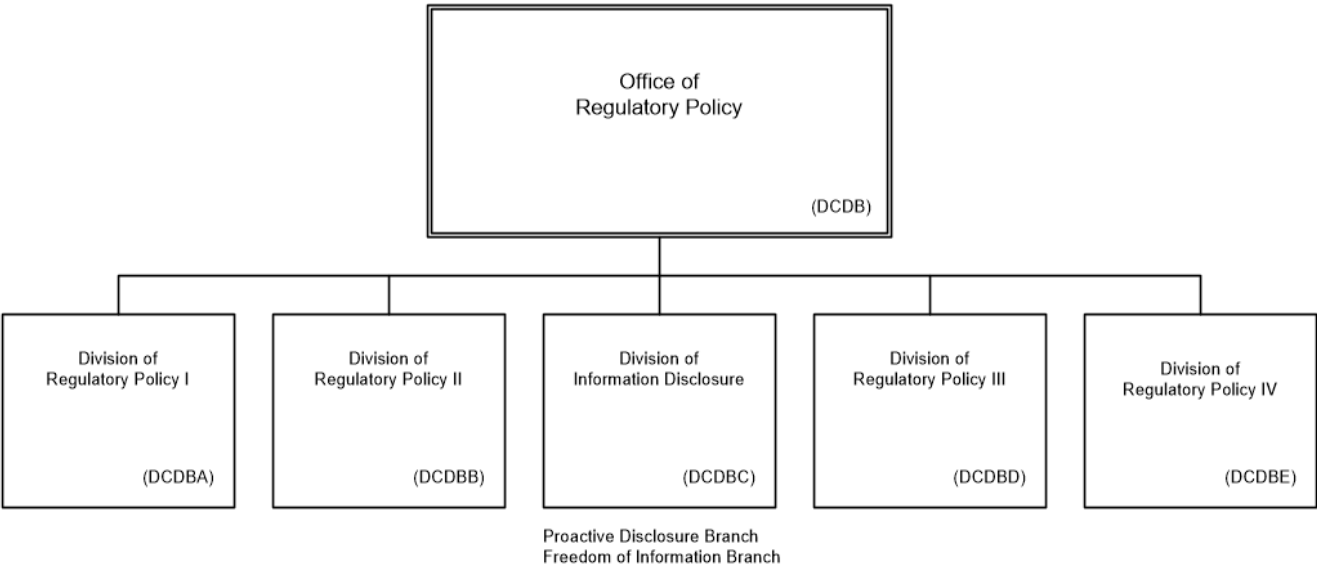 Office of
Regulatory Policy
(DCDB)
Division of
Regulatory Policy I
(DCDBA)
Division of
Regulatory Policy II
(DCDBB)
Division of
Information Disclosure
(DCDBC)
Division of
Regulatory Policy III
(DCDBD)
Division of
Regulatory Policy IV
(DCDBE)
Proactive Disclosure Branch
Freedom of Information Branch